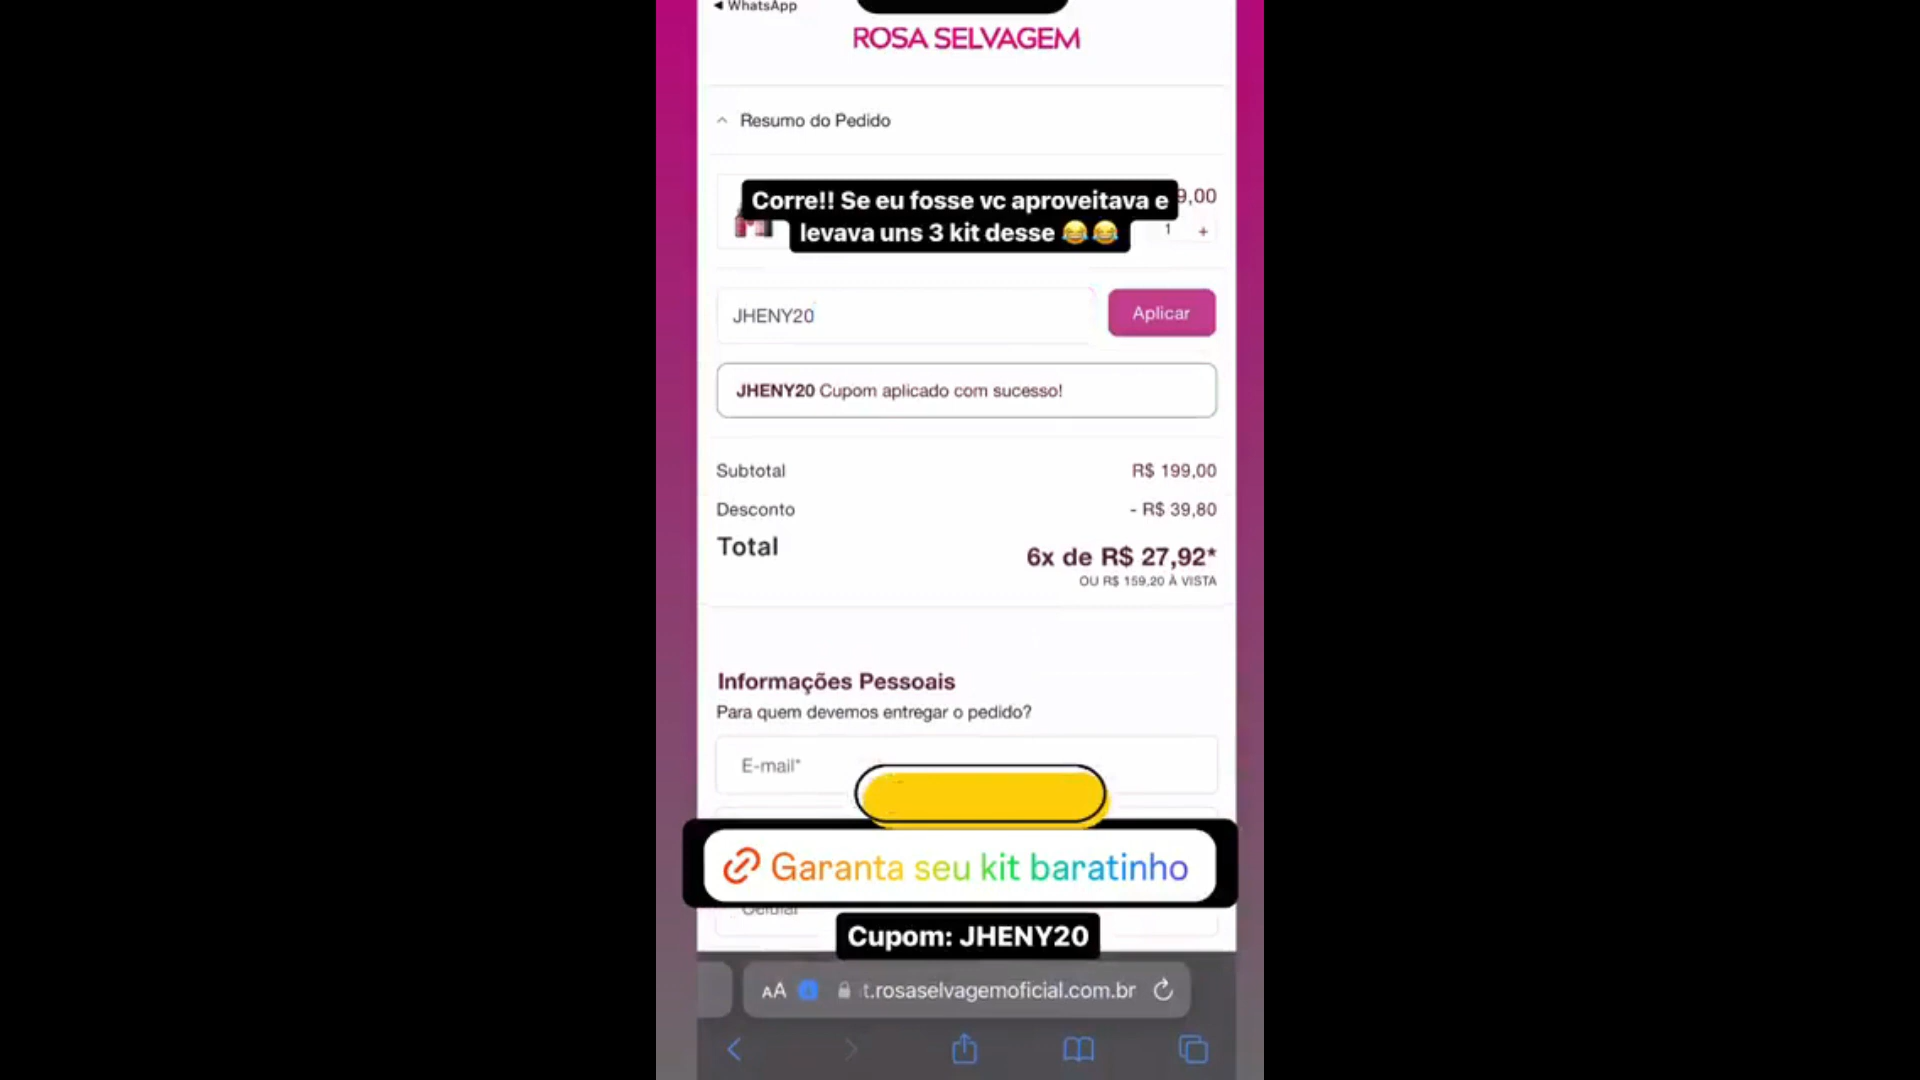 ◀ WhatsApp
ROSA SELVAGEM
Resumo do Pedido
Corre!! Se eu fosse vc aproveitava e
levava uns 3 kit desse 😂😂
9,00
1 +
JHENY20
Aplicar
JHENY20 Cupom aplicado com sucesso!
Subtotal R$ 199,00
Desconto - R$ 39,80
Total
6x de R$ 27,92*
OU R$ 159,20 À VISTA
Informações Pessoais
Para quem devemos entregar o pedido?
E-mail*
Garanta seu kit baratinho
Cupom: JHENY20
AA t.rosaselvagemoficial.com.br